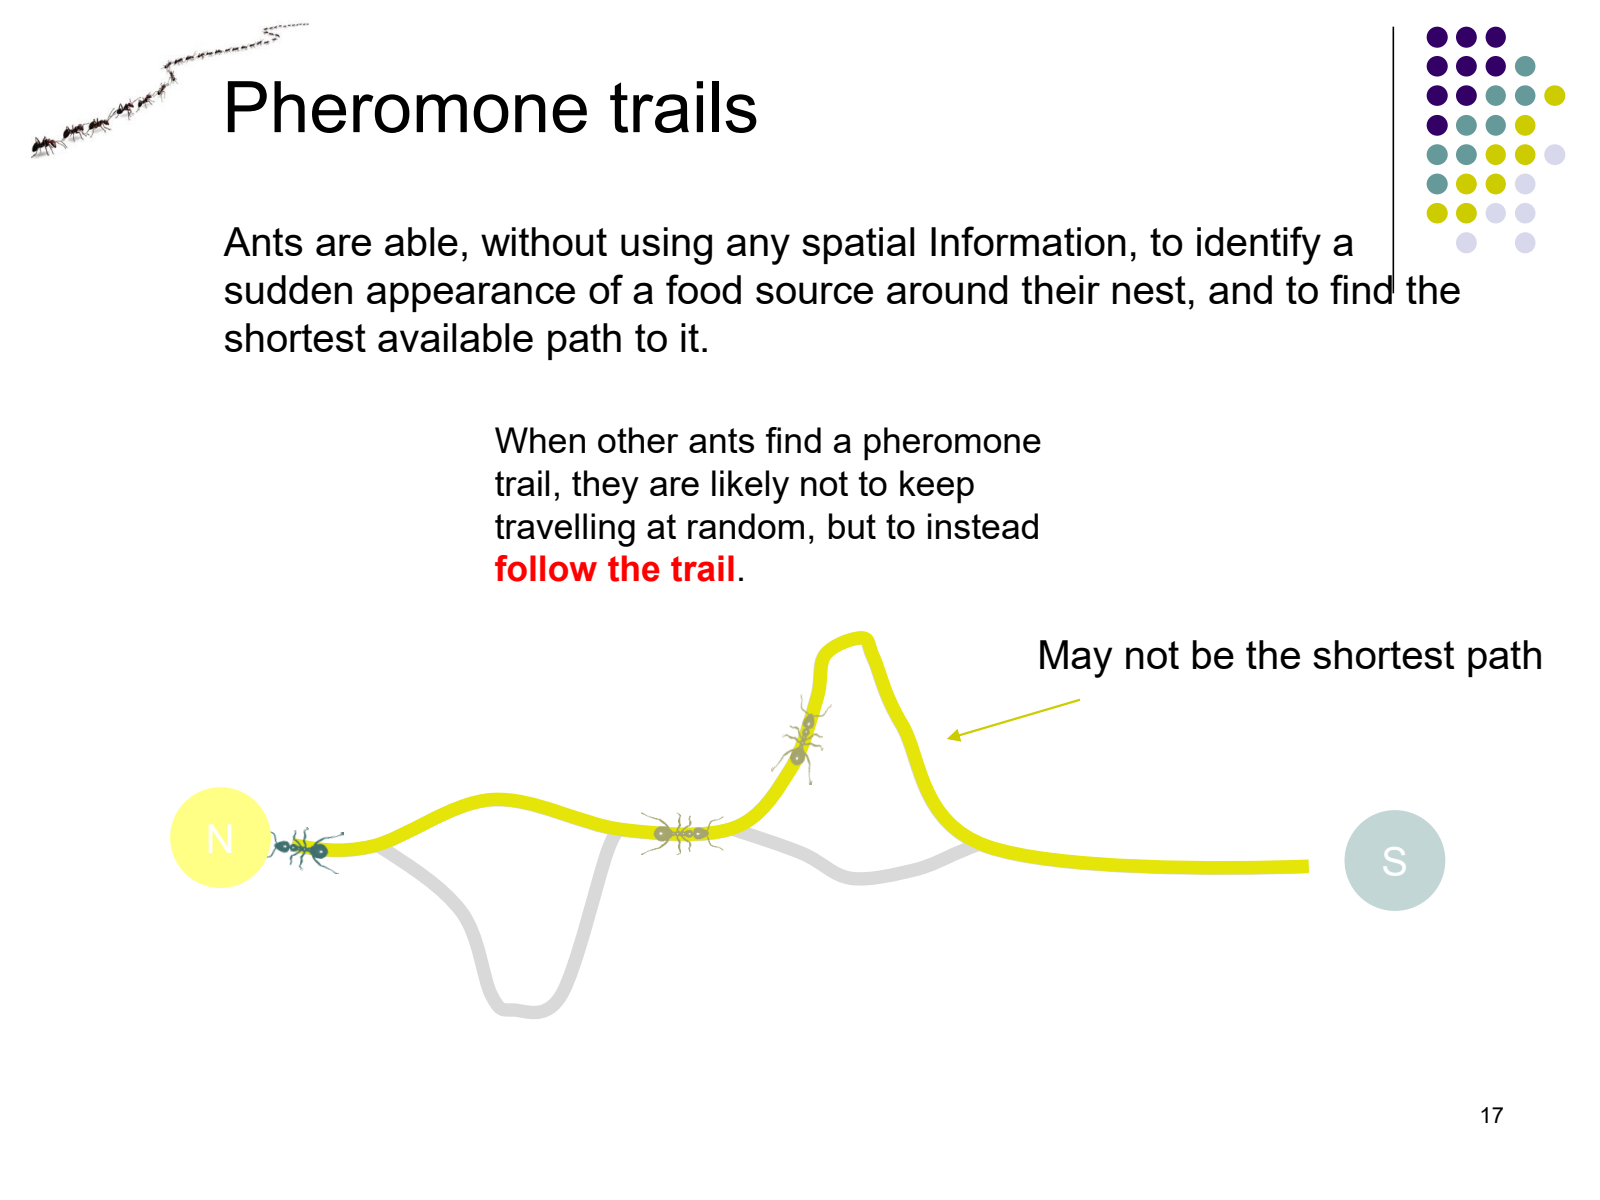 Pheromone trails
Ants are able, without using any spatial Information, to identify a
sudden appearance of a food source around their nest, and to find the
shortest available path to it.
When other ants find a pheromone
trail, they are likely not to keep
travelling at random, but to instead
follow the trail.
May not be the shortest path
N
S
17